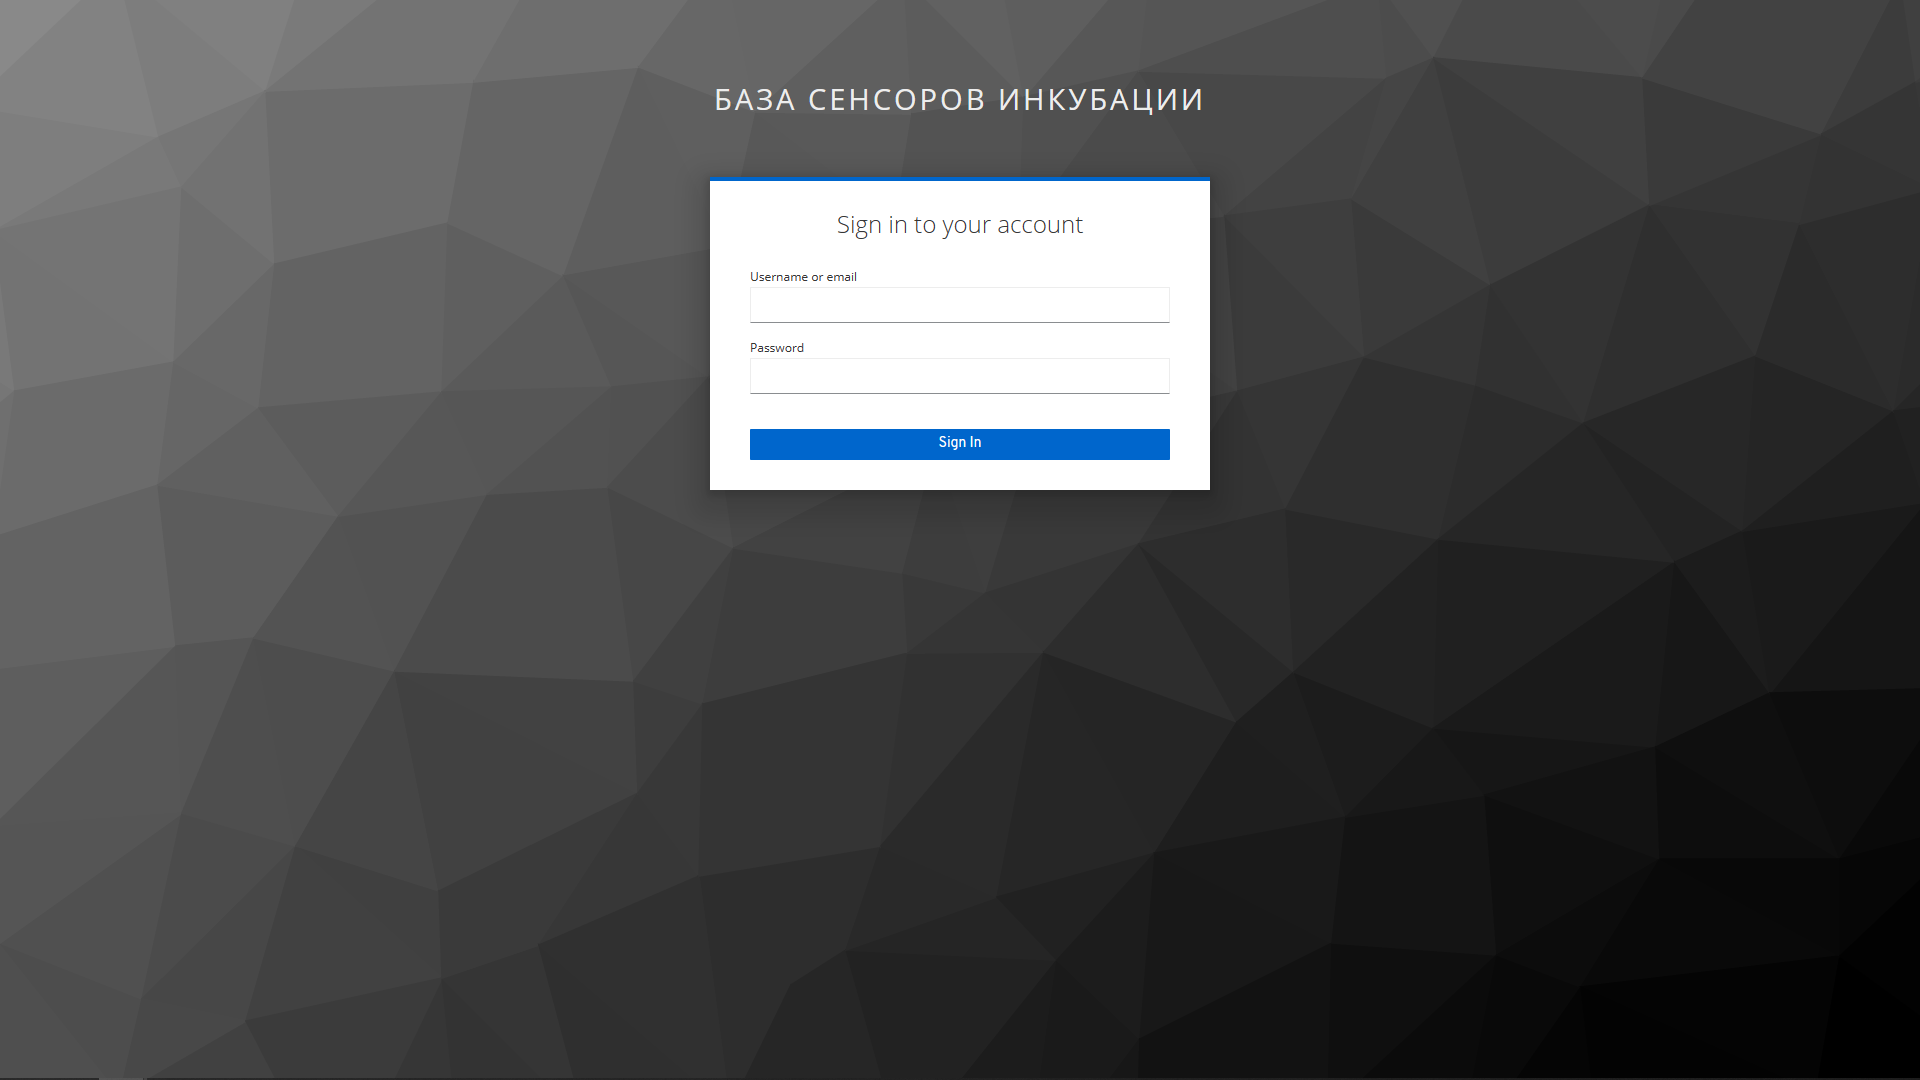 БАЗА СЕНСОРОВ ИНКУБАЦИИ
Sign in to your account
Username or email
Password
Sign In